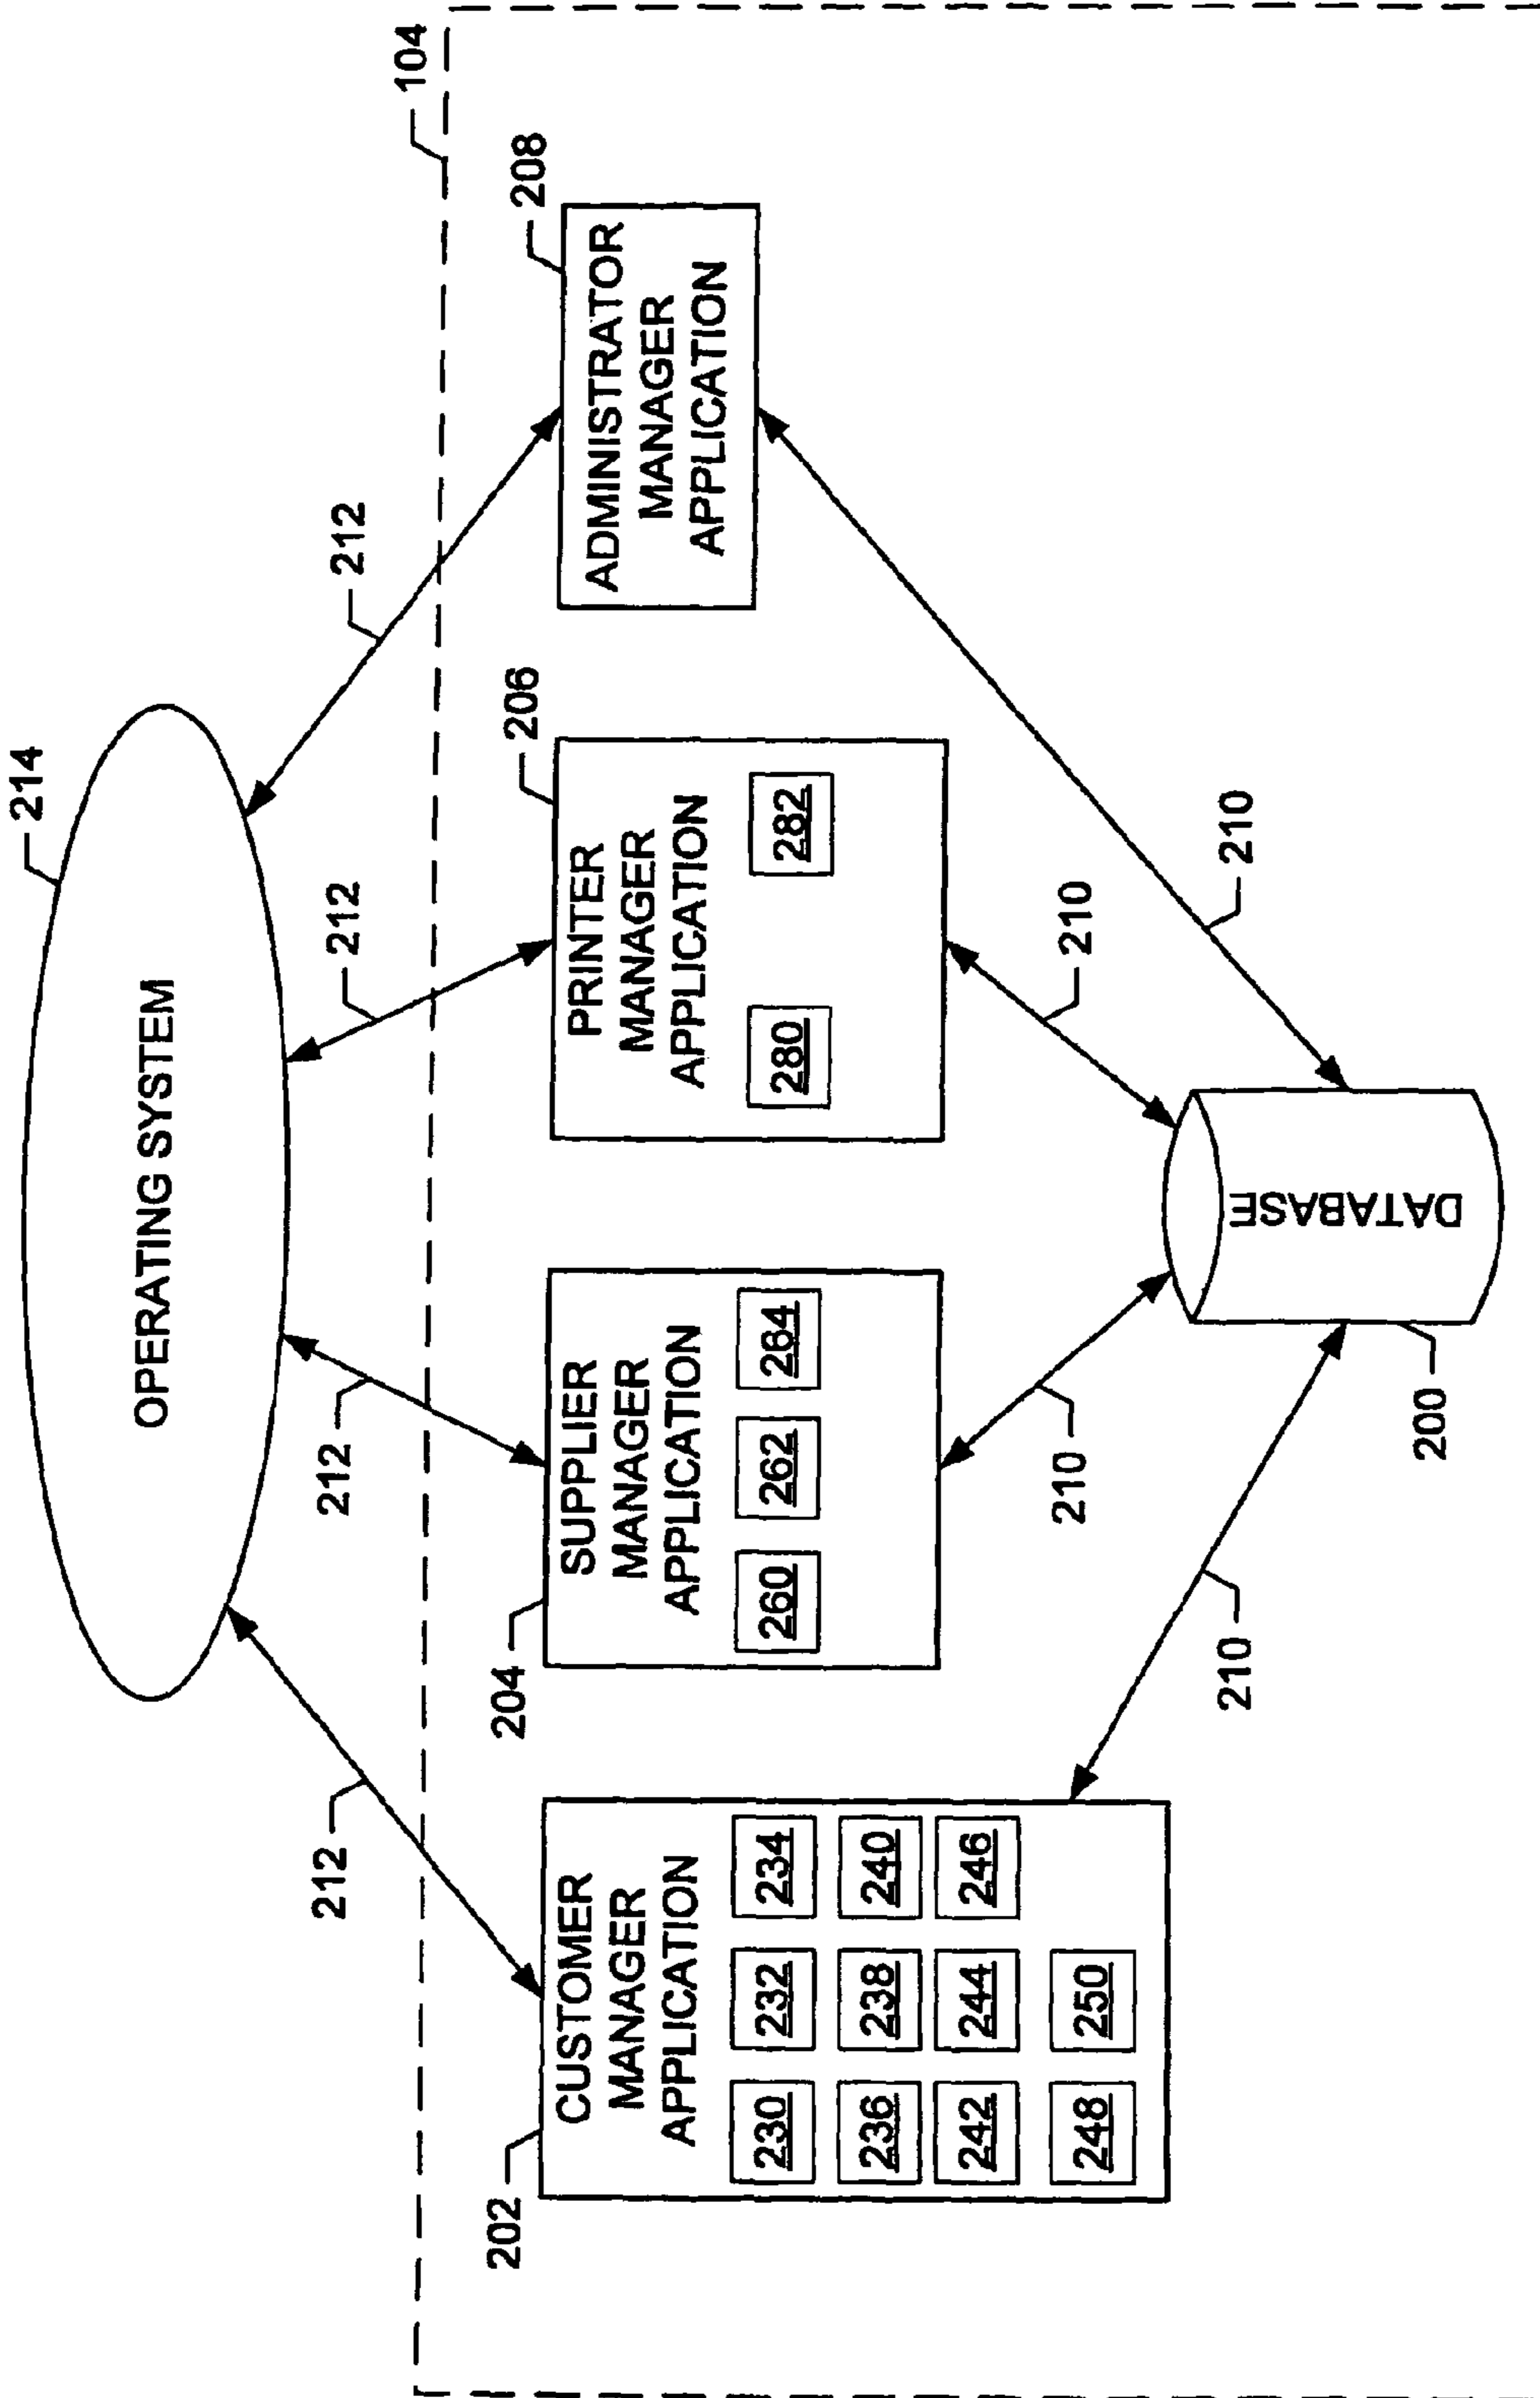 214
OPERATING SYSTEM
104
212
212
212
212
202
204
206
208
CUSTOMER
MANAGER
APPLICATION
230
232
234
236
238
240
242
244
246
248
250
SUPPLIER
MANAGER
APPLICATION
260
262
264
PRINTER
MANAGER
APPLICATION
280
282
ADMINISTRATOR
MANAGER
APPLICATION
210
210
210
210
DATABASE
200